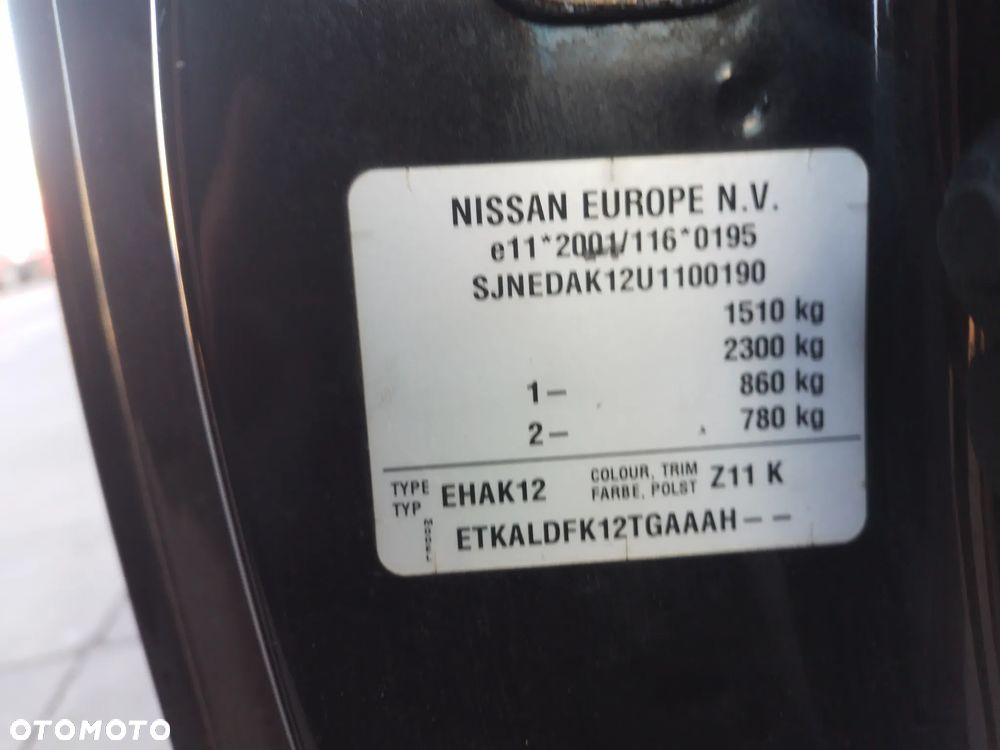 NISSAN EUROPE N.V.
e11*2001/116*0195
SJNEDAK12U1100190
1510 kg
2300 kg
1– 860 kg
2– 780 kg
TYPE EHAK12 COLOUR, TRIM Z11 K
TYP FARBE, POLST
MODEL ETKALDFK12TGAAAH– –
OTOMOTO